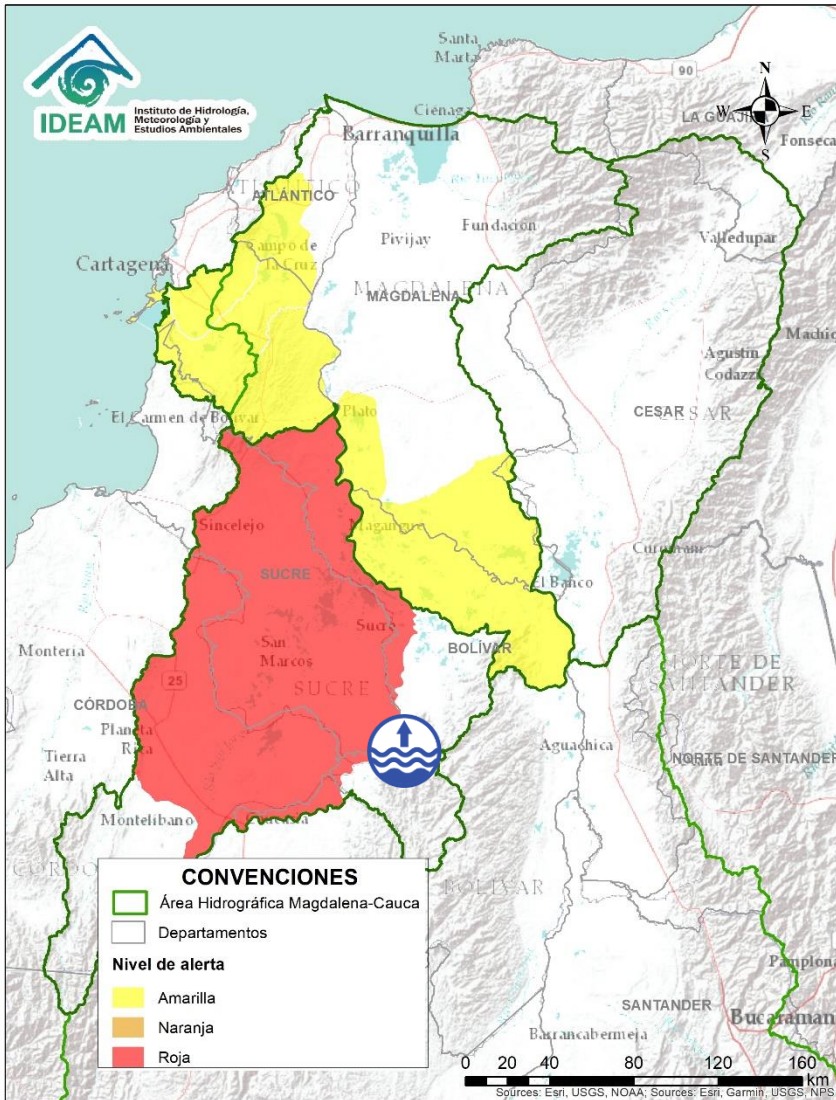 IDEAM
Instituto de Hidrología,
Meteorología y
Estudios Ambientales
Santa
Marta
90
N
W
E
S
LA GUAJI
Ciénaga
Barranquilla
Fonseca
ATLÁNTICO
Pivijay
Fundación
Valledupar
Campo de
la Cruz
Cartagena
MAGDALENA
MAGDALENA
Agustín
Codazzi
El Carmen de Bolívar
Plato
CESAR
CESAR
Sincelejo
Magangué
Curumaní
SUCRE
El Banco
Sucre
Montería
San
Marcos
BOLÍVAR
NORTE DE
SANTANDER
25
SUCRE
CÓRDOBA
Planeta
Rica
Aguachica
NORTE DE SANTANDER
Tierra
Alta
Montelíbano
Caucasia
BOLÍVAR
CONVENCIONES
Área Hidrográfica Magdalena-Cauca
Departamentos
Nivel de alerta
Amarilla
Naranja
Roja
Pamplona
SANTANDER
Bucaraman
Barrancabermeja
0 20 40 80 120 160
km
Sources: Esri, USGS, NOAA; Sources: Esri, Garmin, USGS, NPS